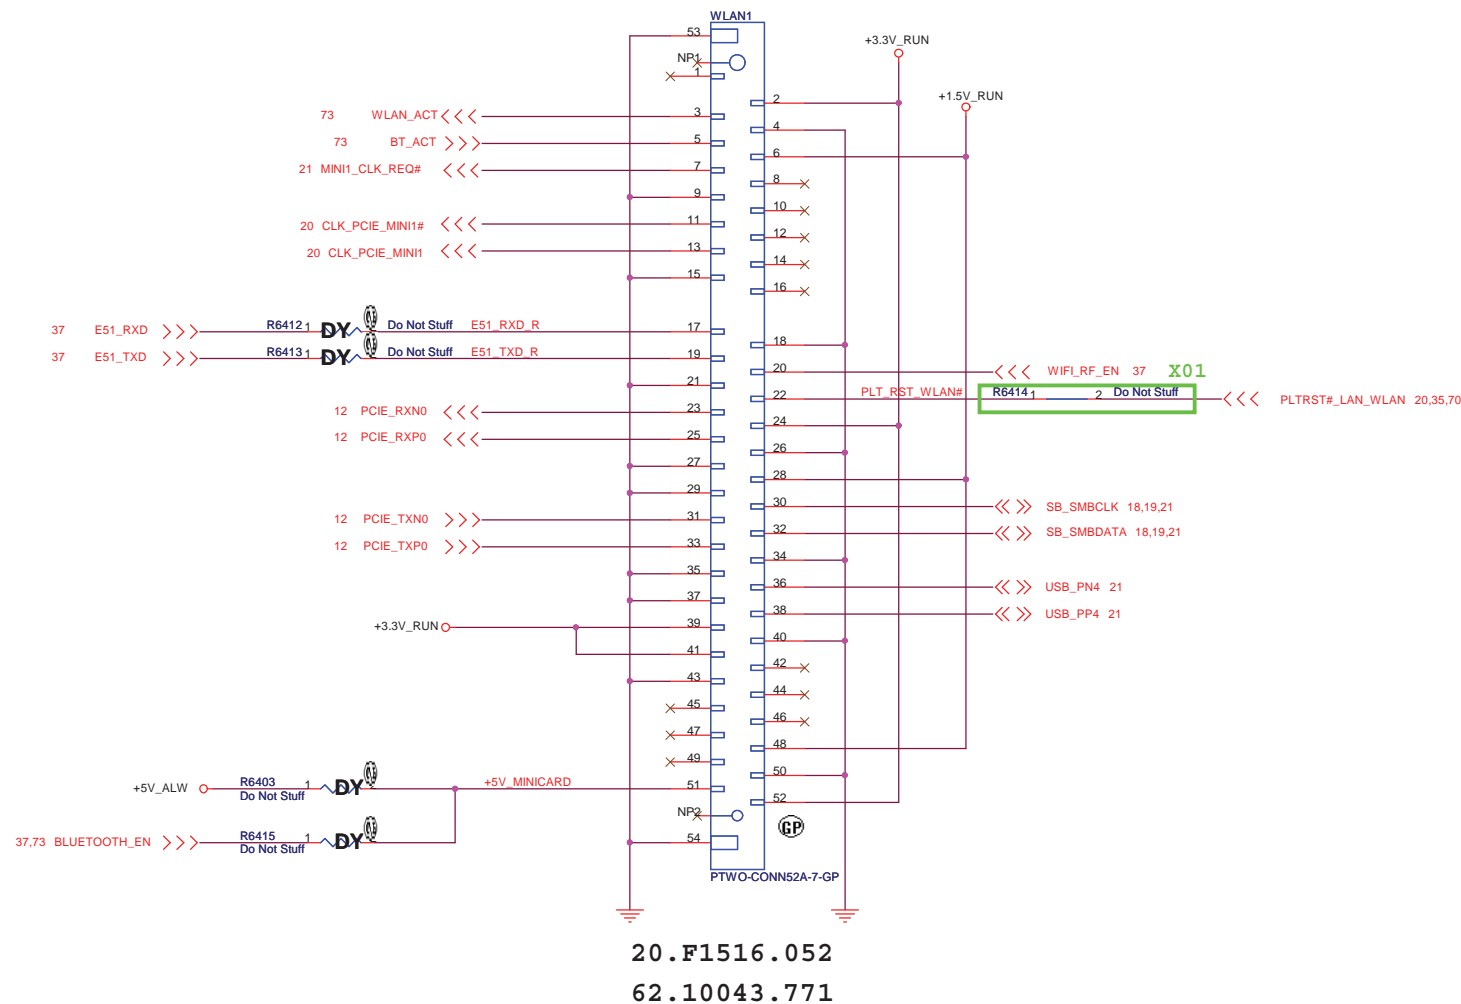 WLAN1
53
+3.3V_RUN
NP1
1
+1.5V_RUN
2
73 WLAN_ACT 3
4
73 BT_ACT 5
6
21 MINI1_CLK_REQ# 7
8
9
10
20 CLK_PCIE_MINI1# 11
12
20 CLK_PCIE_MINI1 13
14
15
16
37 E51_RXD R6412 1 DY Do Not Stuff E51_RXD_R 17
18
37 E51_TXD R6413 1 DY Do Not Stuff E51_TXD_R 19
20 WIFI_RF_EN 37 X01
21
22 PLT_RST_WLAN# R6414 1 2 Do Not Stuff PLTRST#_LAN_WLAN 20,35,70
12 PCIE_RXN0 23
24
12 PCIE_RXP0 25
26
27
28
29
30 SB_SMBCLK 18,19,21
12 PCIE_TXN0 31
32 SB_SMBDATA 18,19,21
12 PCIE_TXP0 33
34
35
36 USB_PN4 21
37
38 USB_PP4 21
+3.3V_RUN 39
40
41
42
43
44
45
46
47
48
49
50
+5V_ALW R6403 1 DY +5V_MINICARD 51
Do Not Stuff
52
NP2
GP
37,73 BLUETOOTH_EN R6415 1 DY 54
Do Not Stuff
PTWO-CONN52A-7-GP
20.F1516.052
62.10043.771